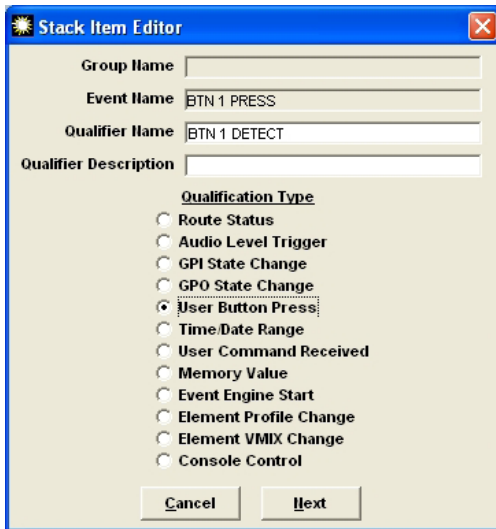 Stack Item Editor
Group Name
Event Name BTN 1 PRESS
Qualifier Name BTN 1 DETECT
Qualifier Description
Qualification Type
Route Status
Audio Level Trigger
GPI State Change
GPO State Change
User Button Press
Time/Date Range
User Command Received
Memory Value
Event Engine Start
Element Profile Change
Element VMIX Change
Console Control
Cancel Next